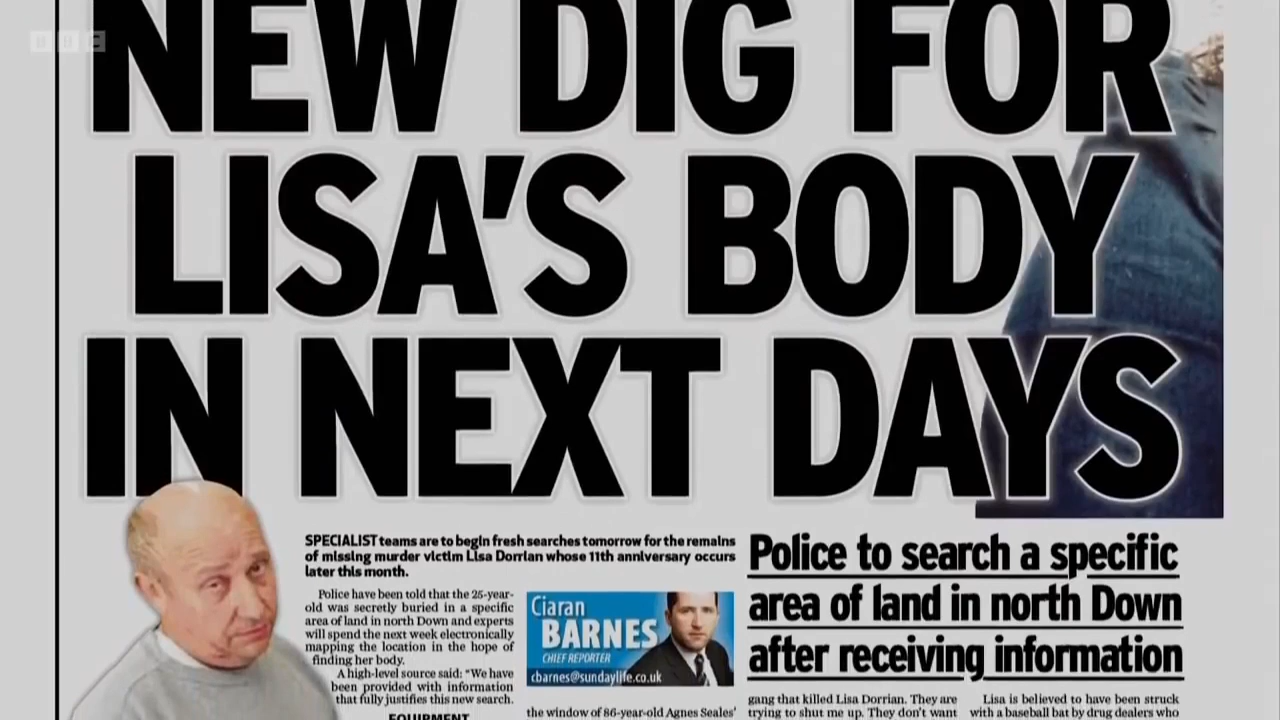 BBC
NEW DIG FOR
LISA'S BODY
IN NEXT DAYS
SPECIALIST teams are to begin fresh searches tomorrow for the remains
of missing murder victim Lisa Dorrian whose 11th anniversary occurs
later this month.
Police have been told that the 25-year-
old was secretly buried in a specific
area of land in north Down and experts
will spend the next week electronically
mapping the location in the hope of
finding her body.
A high-level source said: “We have
been provided with information
that fully justifies this new search.
EQUIPMENT
Ciaran
BARNES
CHIEF REPORTER
cbarnes@sundaylife.co.uk
the window of 86-year-old Agnes Seales’
Police to search a specific
area of land in north Down
after receiving information
gang that killed Lisa Dorrian. They are
trying to shut me up. They don’t want
Lisa is believed to have been struck
with a baseball bat by drug dealers who